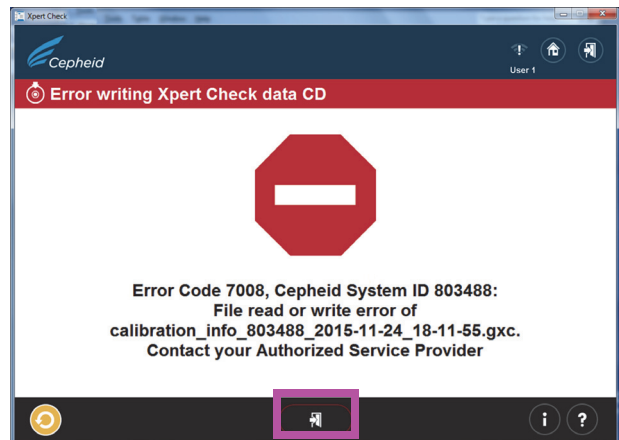 Xpert Check
Cepheid
User 1
Error writing Xpert Check data CD
Error Code 7008, Cepheid System ID 803488:
File read or write error of
calibration_info_803488_2015-11-24_18-11-55.gxc.
Contact your Authorized Service Provider
i ?